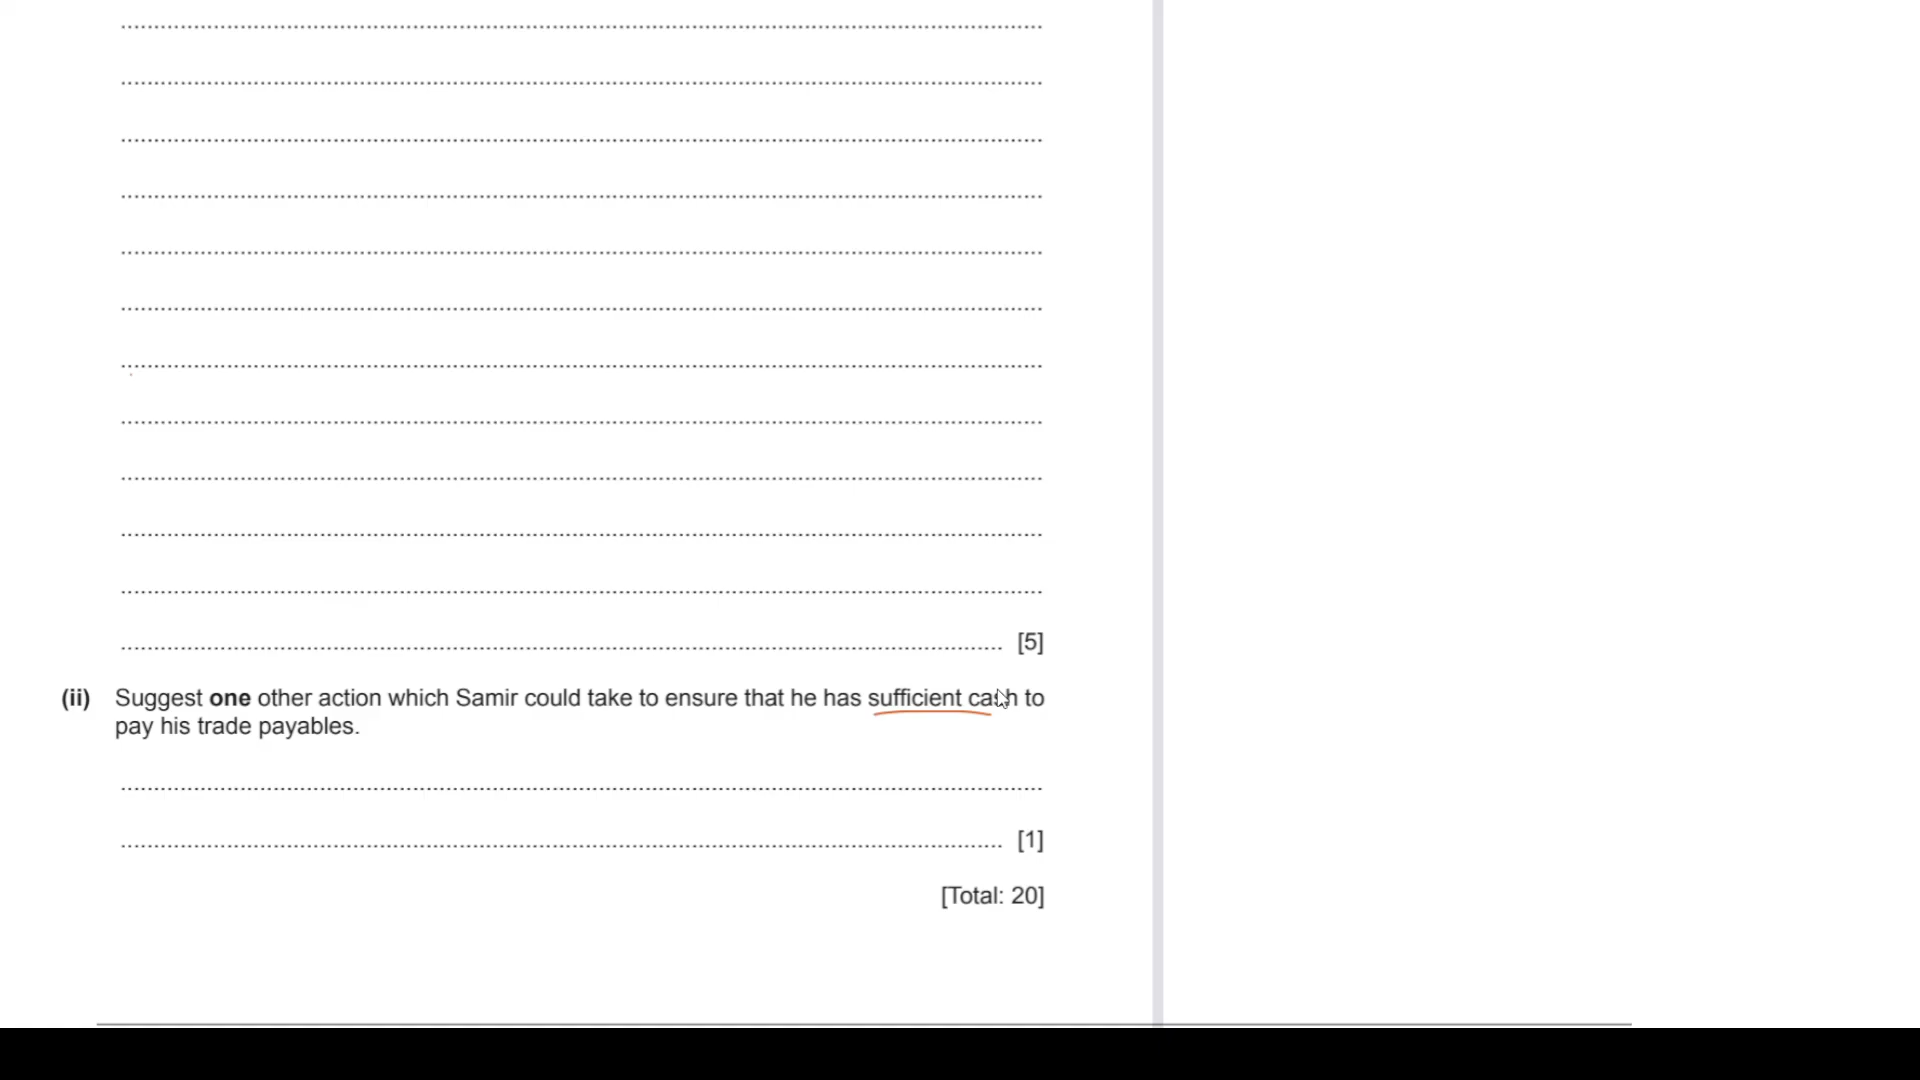 [5]
(ii) Suggest one other action which Samir could take to ensure that he has sufficient cash to
pay his trade payables.
[1]
[Total: 20]